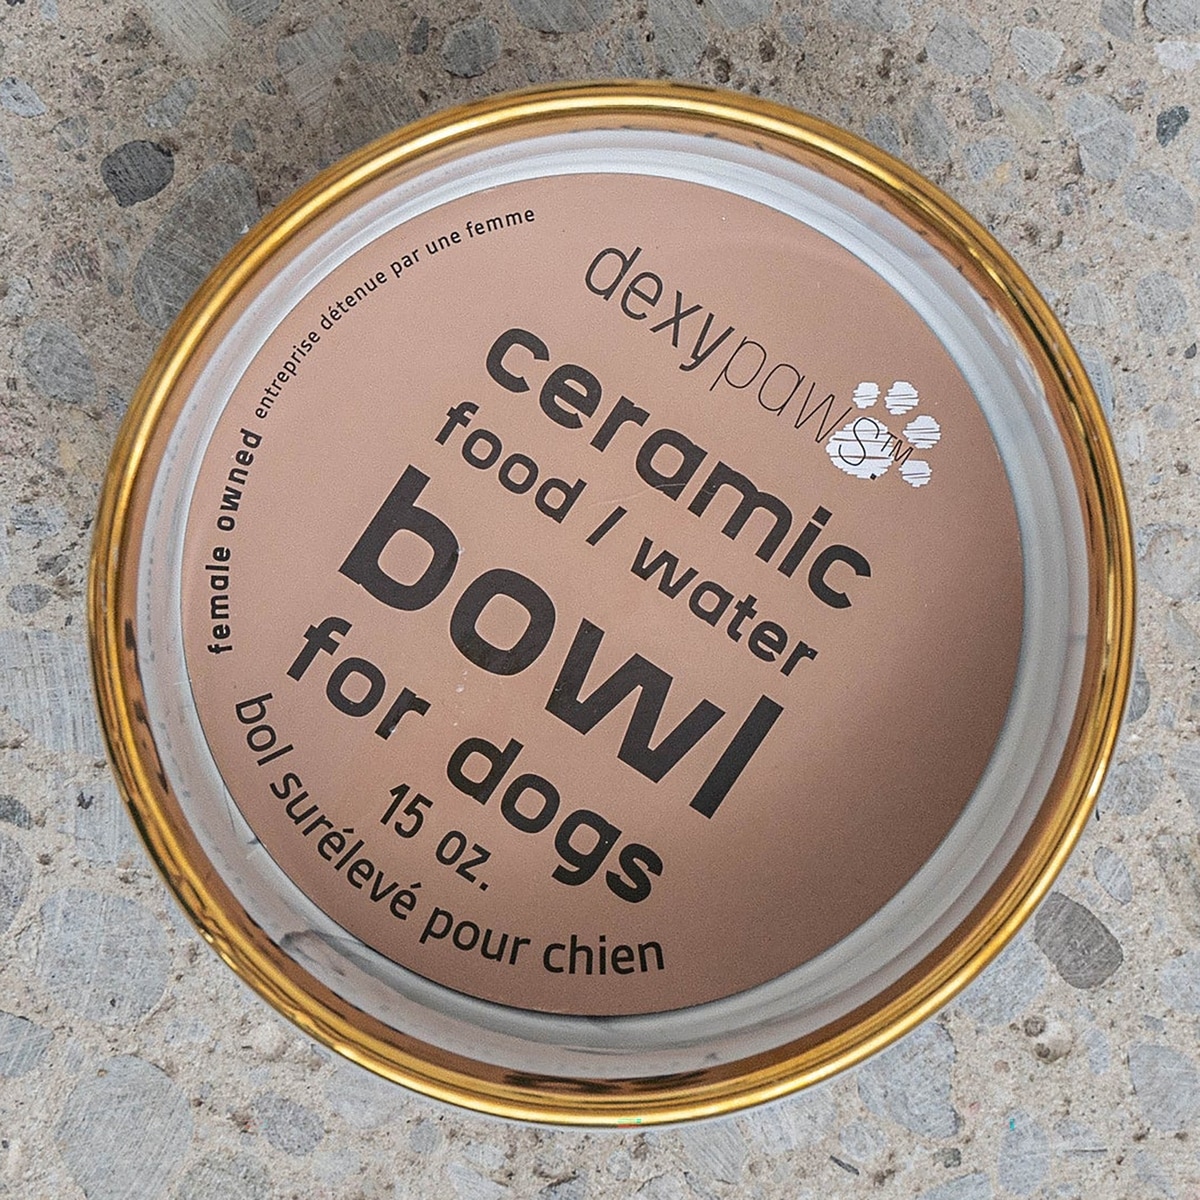 dexypaws.™
ceramic
food / water
bowl
for dogs
15 oz.
bol surélevé pour chien
female owned entreprise détenue par une femme